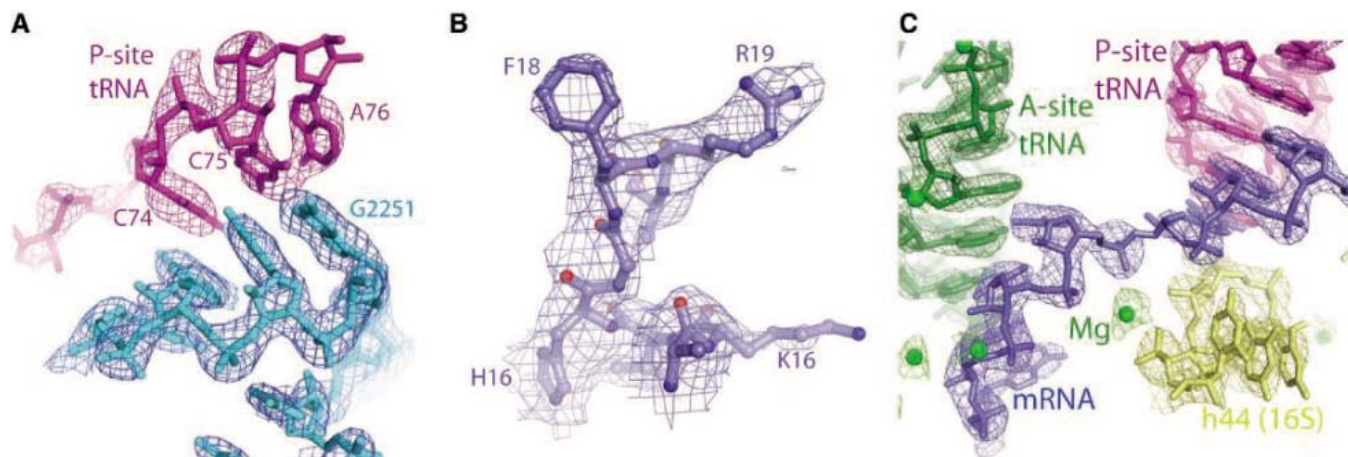 A
P-site
tRNA
A76
C75
C74
G2251
B
F18
R19
H16
K16
C
P-site
tRNA
A-site
tRNA
Mg
mRNA
h44 (16S)